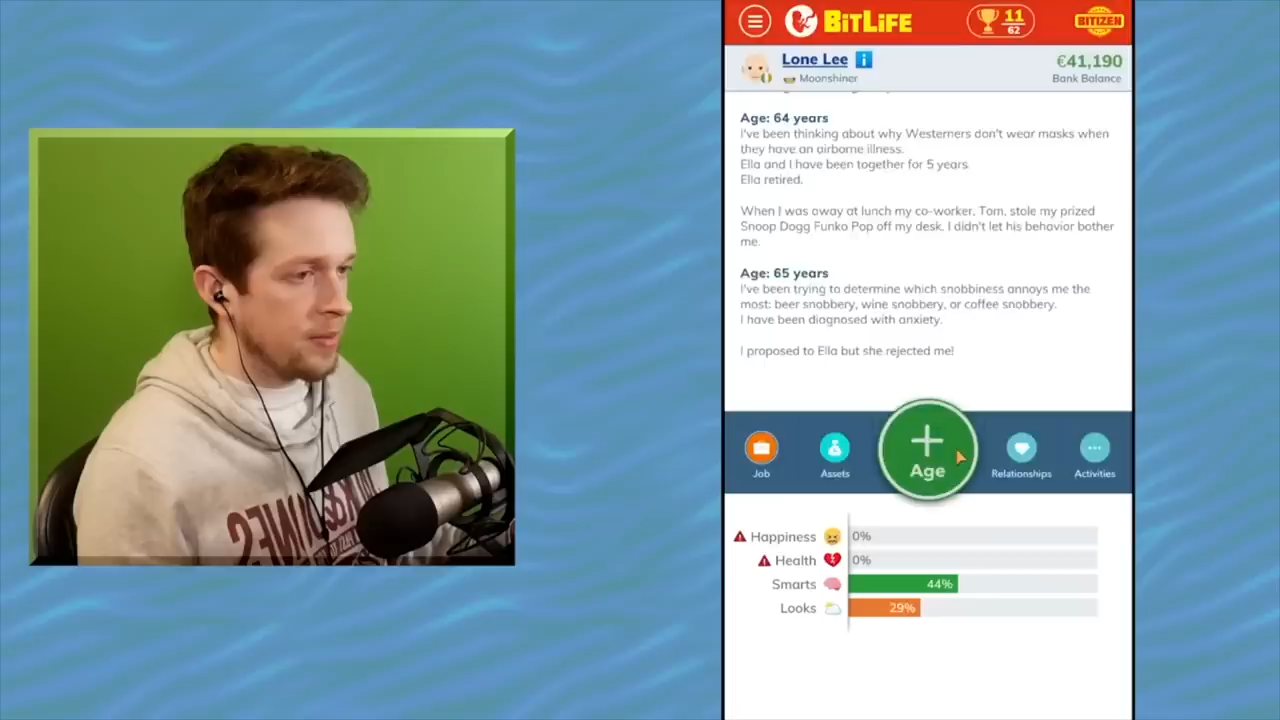 BITLIFE
11
62
BITIZEN
Lone Lee
Moonshiner
€41,190
Bank Balance
Age: 64 years
I've been thinking about why Westerners don't wear masks when
they have an airborne illness.
Ella and I have been together for 5 years.
Ella retired.
When I was away at lunch my co-worker, Tom, stole my prized
Snoop Dogg Funko Pop off my desk. I didn't let his behavior bother
me.
Age: 65 years
I've been trying to determine which snobbiness annoys me the
most: beer snobbery, wine snobbery, or coffee snobbery.
I have been diagnosed with anxiety.
I proposed to Ella but she rejected me!
Job
Assets
+
Age
Relationships
Activities
Happiness 0%
Health 0%
Smarts 44%
Looks 29%